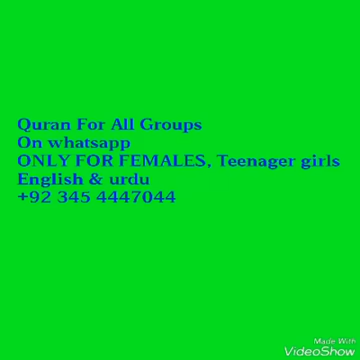 Quran For All Groups
On whatsapp
ONLY FOR FEMALES, Teenager girls
English & urdu
+92 345 4447044
Made With
VideoShow